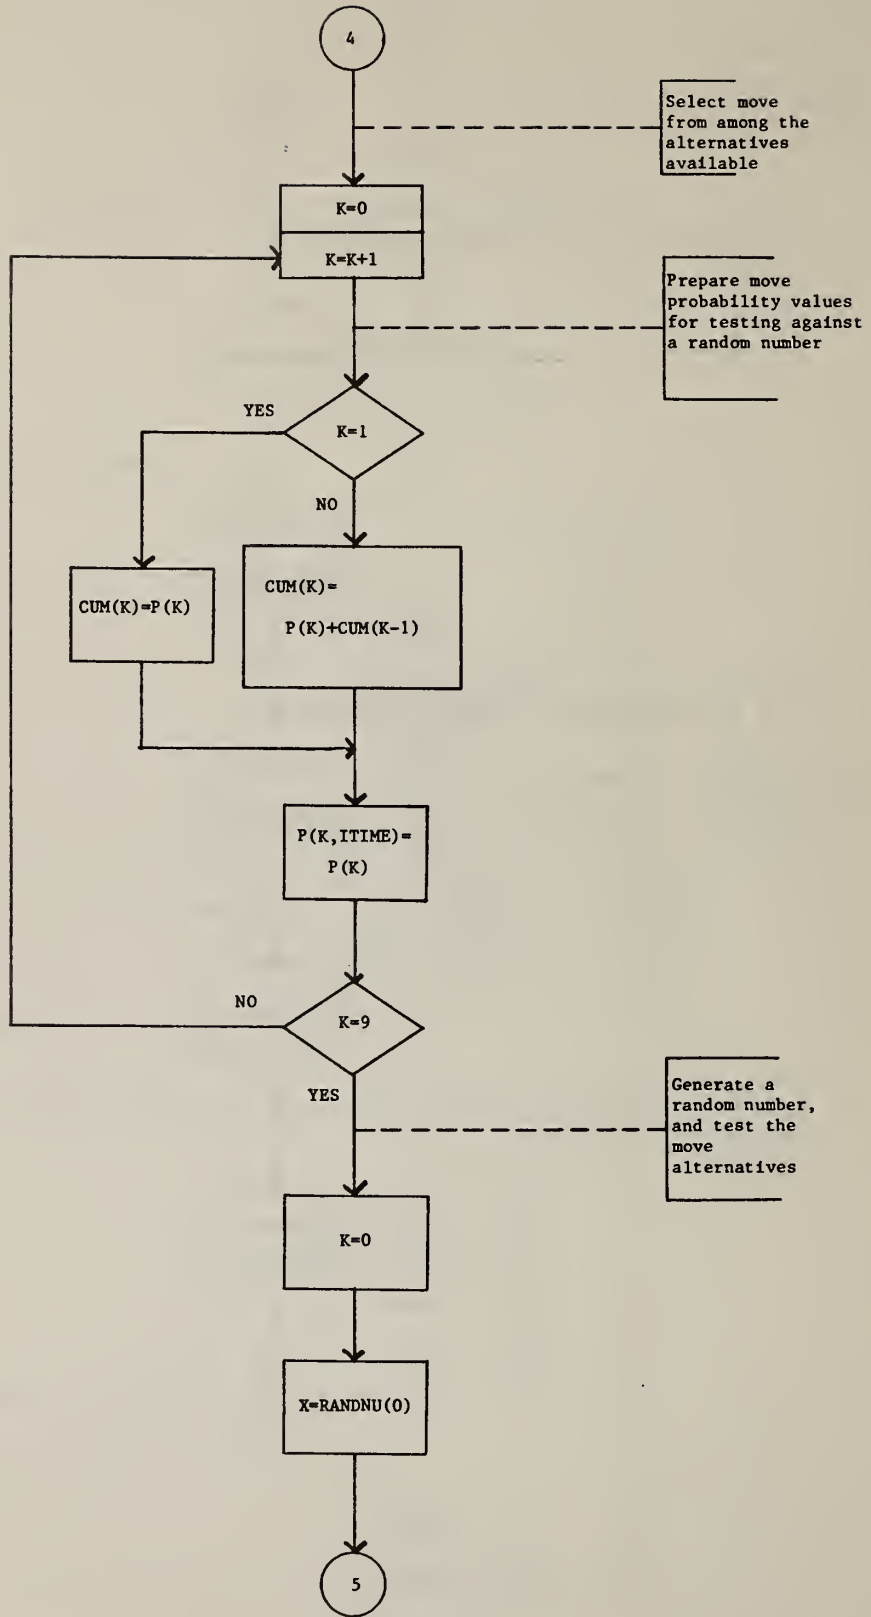 4
Select move
from among the
alternatives
available
K=0
K=K+1
Prepare move
probability values
for testing against
a random number
YES
K=1
NO
CUM(K)=P(K)
CUM(K)=
P(K)+CUM(K-1)
P(K,ITIME)=
P(K)
NO
K=9
YES
Generate a
random number,
and test the
move
alternatives
K=0
X=RANDNU(0)
5